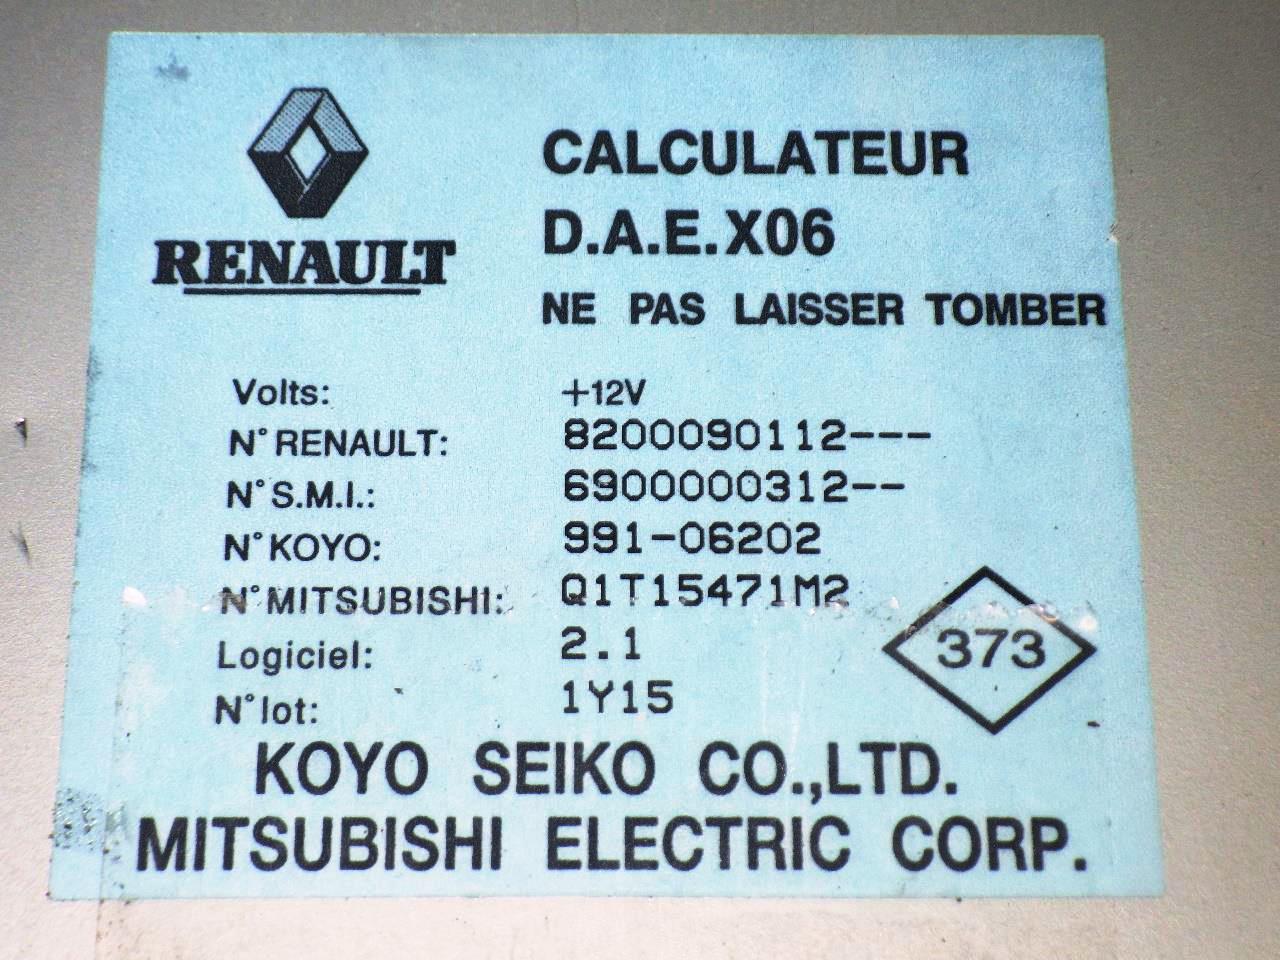 RENAULT
CALCULATEUR
D.A.E.X06
NE PAS LAISSER TOMBER
Volts: +12V
N° RENAULT: 8200090112---
N° S.M.I.: 6900000312--
N° KOYO: 991-06202
N° MITSUBISHI: Q1T15471M2
Logiciel: 2.1
N° lot: 1Y15
373
KOYO SEIKO CO.,LTD.
MITSUBISHI ELECTRIC CORP.